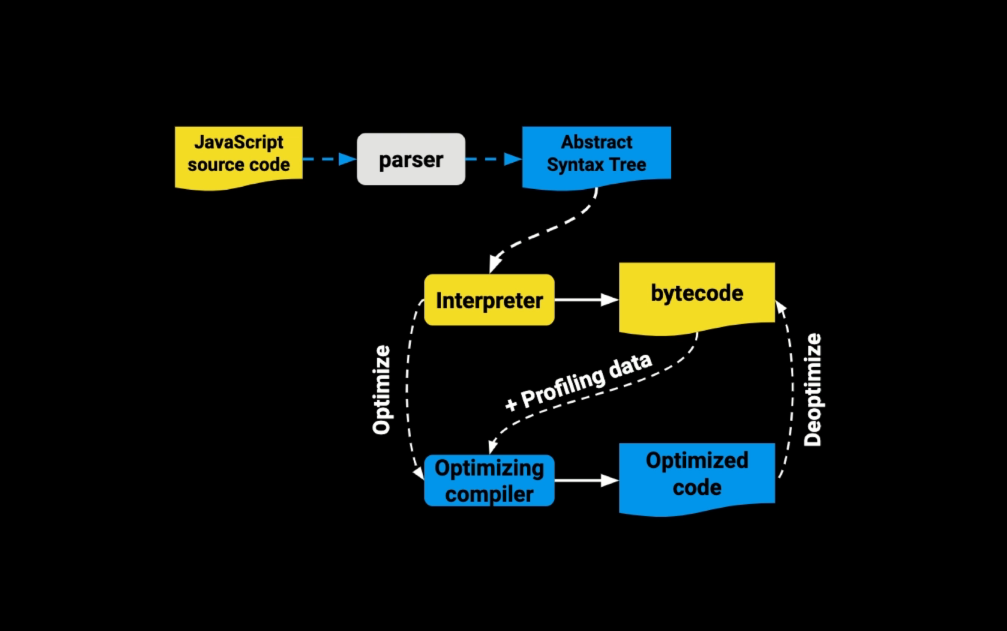 JavaScript
source code
parser
Abstract
Syntax Tree
Interpreter
bytecode
Optimize
+ Profiling data
Deoptimize
Optimizing
compiler
Optimized
code